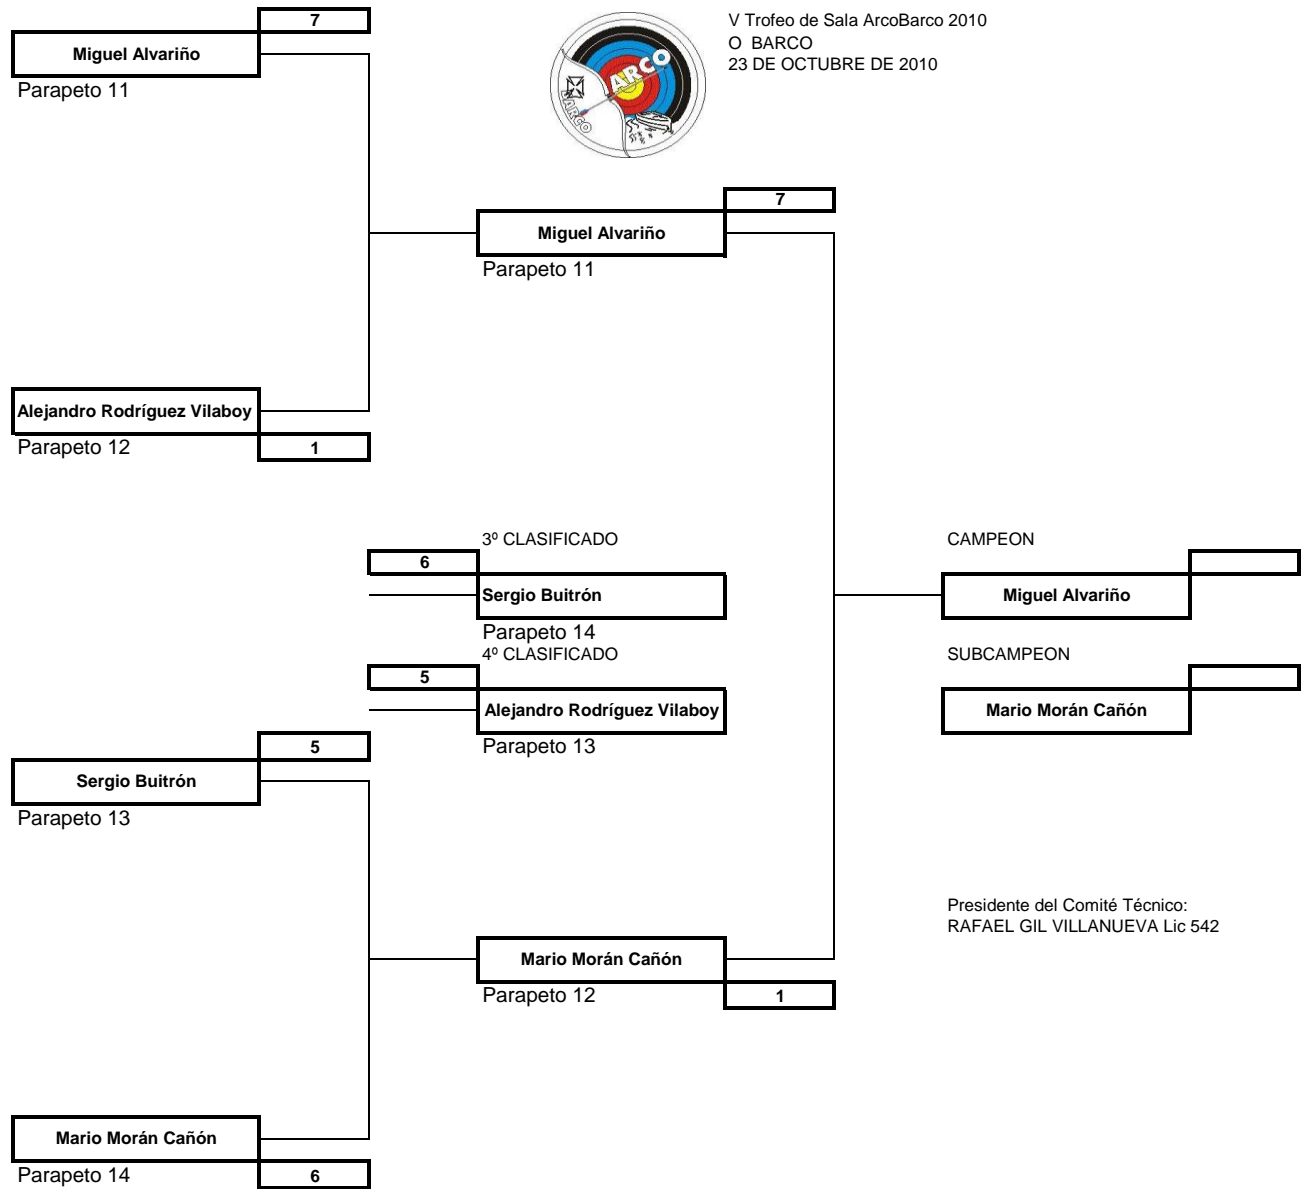 7
Miguel Alvariño
Parapeto 11
ARCO
BARCO
V Trofeo de Sala ArcoBarco 2010
O BARCO
23 DE OCTUBRE DE 2010
7
Miguel Alvariño
Parapeto 11
Alejandro Rodríguez Vilaboy
Parapeto 12
1
3º CLASIFICADO
6
Sergio Buitrón
Parapeto 14
4º CLASIFICADO
5
Alejandro Rodríguez Vilaboy
Parapeto 13
CAMPEON
Miguel Alvariño
SUBCAMPEON
Mario Morán Cañón
5
Sergio Buitrón
Parapeto 13
Presidente del Comité Técnico:
RAFAEL GIL VILLANUEVA Lic 542
Mario Morán Cañón
Parapeto 12
1
Mario Morán Cañón
Parapeto 14
6